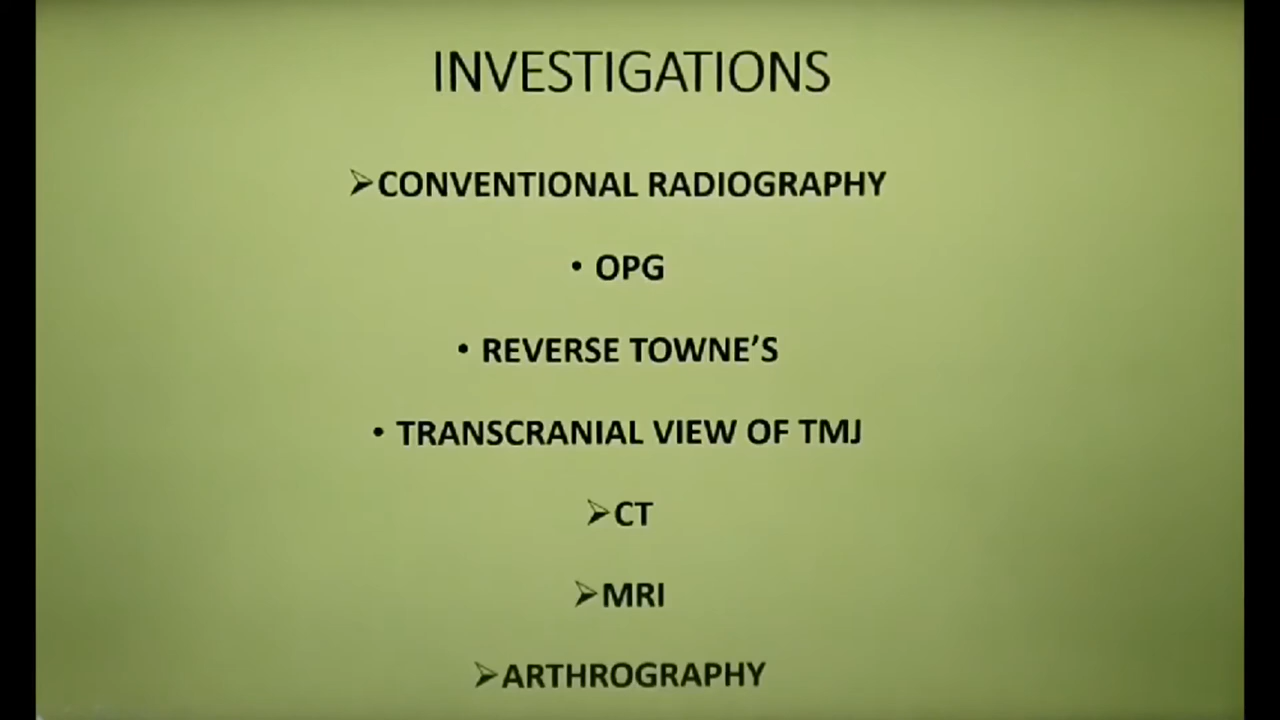 INVESTIGATIONS
➢CONVENTIONAL RADIOGRAPHY
• OPG
• REVERSE TOWNE’S
• TRANSCRANIAL VIEW OF TMJ
➢CT
➢MRI
➢ARTHROGRAPHY